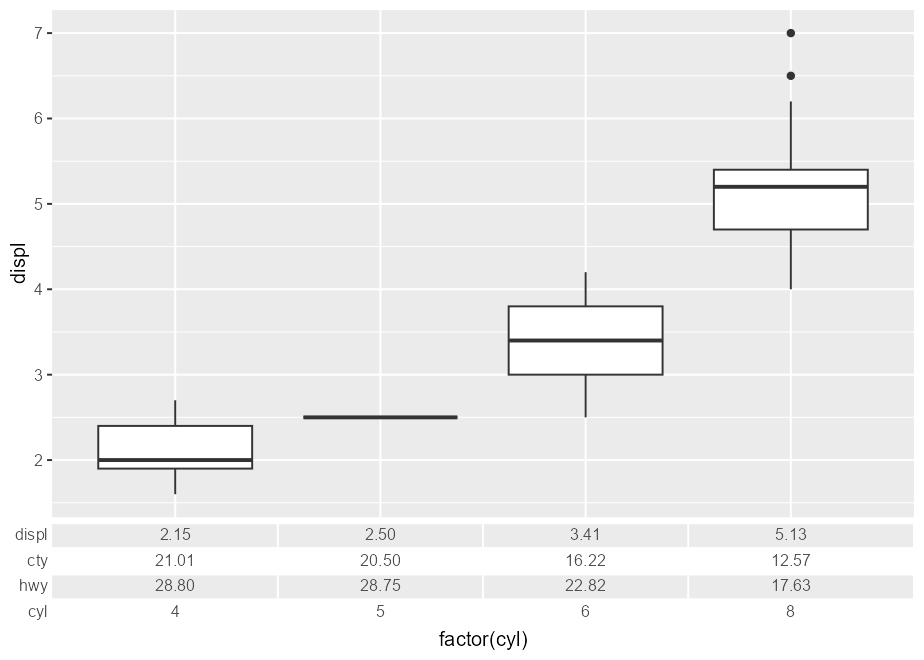 7
6
5
4
3
2
displ
displ 2.15 2.50 3.41 5.13
cty 21.01 20.50 16.22 12.57
hwy 28.80 28.75 22.82 17.63
cyl 4 5 6 8
factor(cyl)